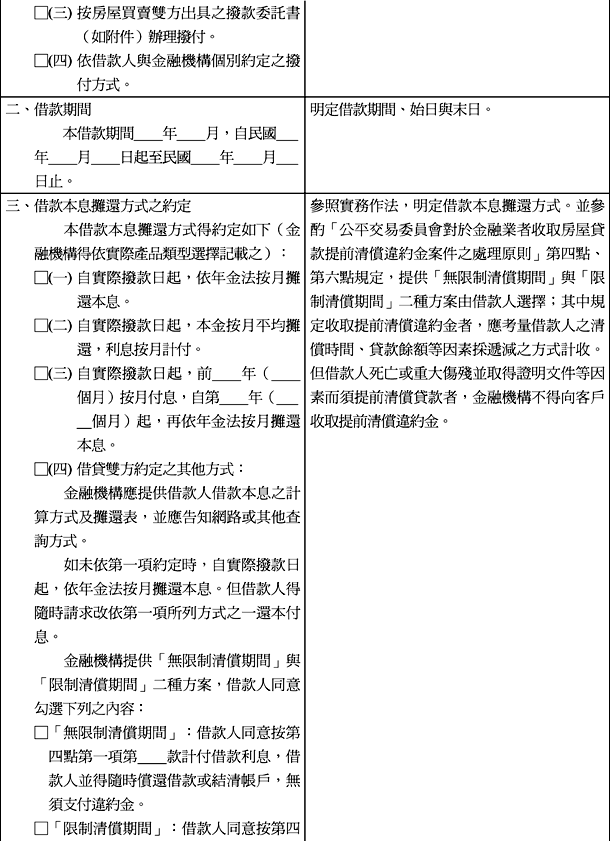 □(三) 按房屋買賣雙方出具之撥款委託書
（如附件）辦理撥付。
□(四) 依借款人與金融機構個別約定之撥
付方式。
二、借款期間
本借款期間____年____月，自民國___
年____月____日起至民國____年____月___
日止。
明定借款期間、始日與末日。
三、借款本息攤還方式之約定
本借款本息攤還方式得約定如下（金
融機構得依實際產品類型選擇記載之）：
□(一) 自實際撥款日起，依年金法按月攤
還本息。
□(二) 自實際撥款日起，本金按月平均攤
還，利息按月計付。
□(三) 自實際撥款日起，前____年（____
個月）按月付息，自第____年（___
__個月）起，再依年金法按月攤還
本息。
□(四) 借貸雙方約定之其他方式：
金融機構應提供借款人借款本息之計
算方式及攤還表，並應告知網路或其他查
詢方式。
如未依第一項約定時，自實際撥款日
起，依年金法按月攤還本息。但借款人得
隨時請求改依第一項所列方式之一還本付
息。
金融機構提供「無限制清償期間」與
「限制清償期間」二種方案，借款人同意
勾選下列之內容：
□「無限制清償期間」：借款人同意按第
四點第一項第____款計付借款利息，借
款人並得隨時償還借款或結清帳戶，無
須支付違約金。
□「限制清償期間」：借款人同意按第四
參照實務作法，明定借款本息攤還方式。並參
酌「公平交易委員會對於金融業者收取房屋貸
款提前清償違約金案件之處理原則」第四點、
第六點規定，提供「無限制清償期間」與「限
制清償期間」二種方案由借款人選擇；其中規
定收取提前清償違約金者，應考量借款人之清
償時間、貸款餘額等因素採遞減之方式計收。
但借款人死亡或重大傷殘並取得證明文件等因
素而須提前清償貸款者，金融機構不得向客戶
收取提前清償違約金。